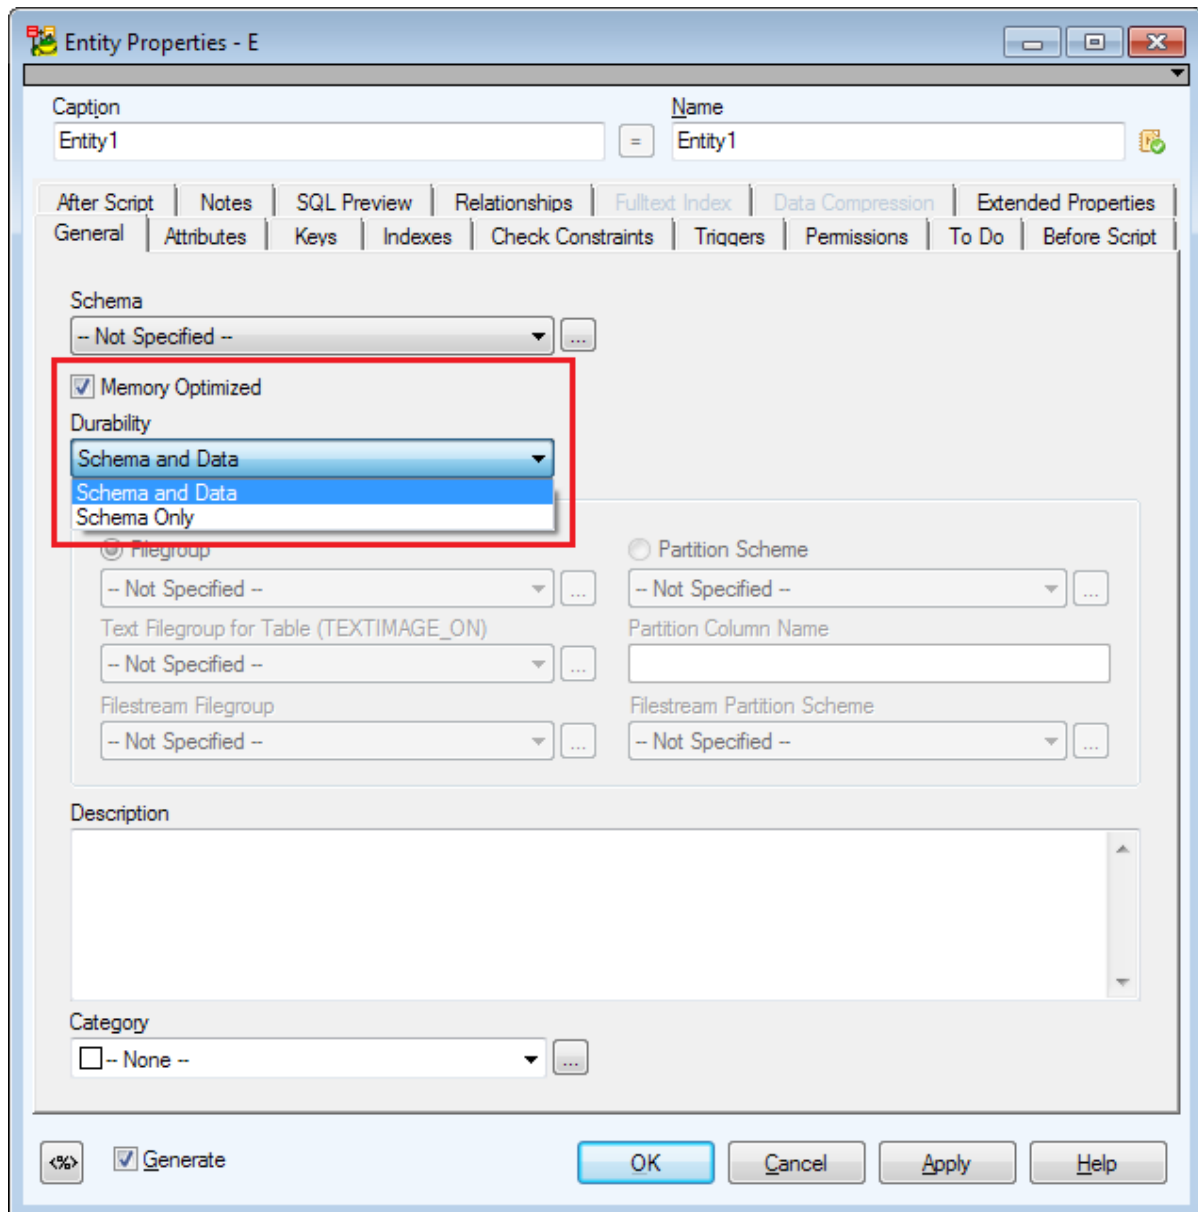 Entity Properties - E
Caption Name
Entity1 = Entity1
After Script Notes SQL Preview Relationships Fulltext Index Data Compression Extended Properties
General Attributes Keys Indexes Check Constraints Triggers Permissions To Do Before Script
Schema
-- Not Specified -- ...
Memory Optimized
Durability
Schema and Data
Schema and Data
Schema Only
Filegroup Partition Scheme
-- Not Specified -- ... -- Not Specified -- ...
Text Filegroup for Table (TEXTIMAGE_ON) Partition Column Name
-- Not Specified -- ...
Filestream Filegroup Filestream Partition Scheme
-- Not Specified -- ... -- Not Specified -- ...
Description
Category
-- None -- ...
<%> Generate OK Cancel Apply Help